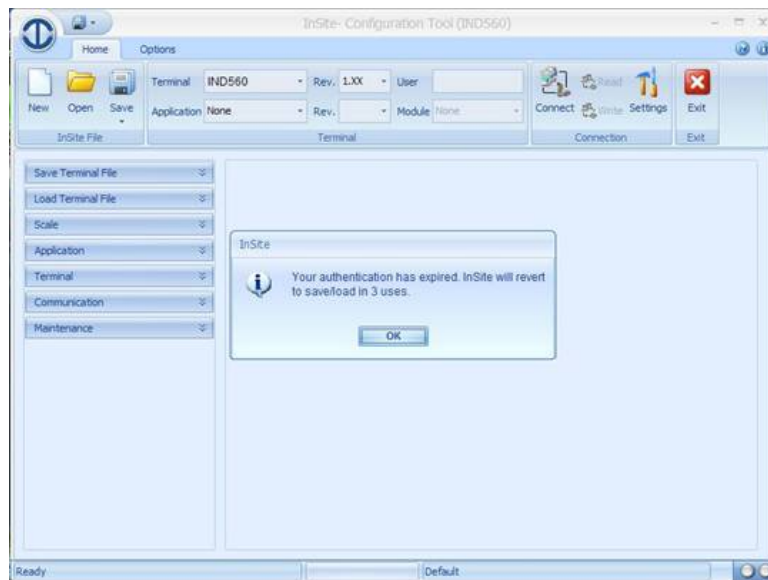 InSite- Configuration Tool (IND560)
Home Options
Terminal IND560 Rev. 1.XX User
Application None Rev. Module None
New Open Save
Connect Read Write Settings
Exit
InSite File Terminal Connection Exit
Save Terminal File
Load Terminal File
Scale
Application
Terminal
Communication
Maintenance
InSite
Your authentication has expired. InSite will revert
to save/load in 3 uses.
OK
Ready Default